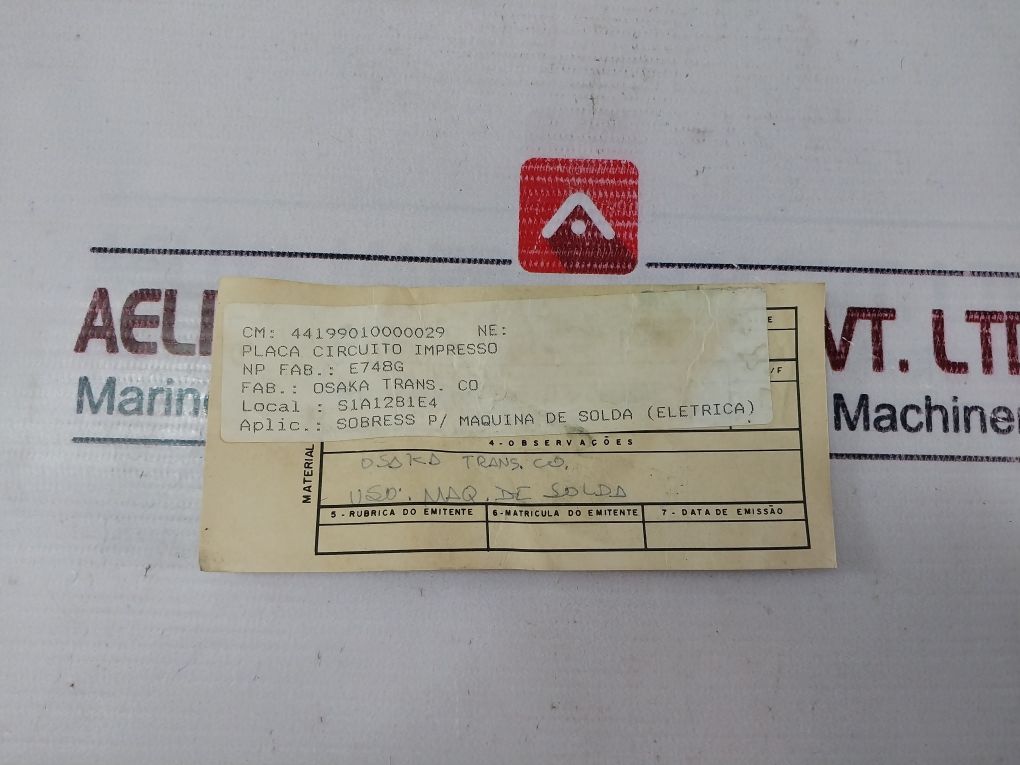 AELI
VT. LTD
Marin
Machiner
CM: 44199010000029 NE:
PLACA CIRCUITO IMPRESSO
NP FAB.: E748G
FAB.: OSAKA TRANS. CO
Local : S1A12B1E4
Aplic.: SOBRESS P/ MAQUINA DE SOLDA (ELETRICA)
E
/F
MATERIAL
4-OBSERVAÇÕES
OSAKA TRANS. CO.
USO. MAQ. DE SOLDA
5 - RUBRICA DO EMITENTE
6-MATRICULA DO EMITENTE
7 - DATA DE EMISSÃO